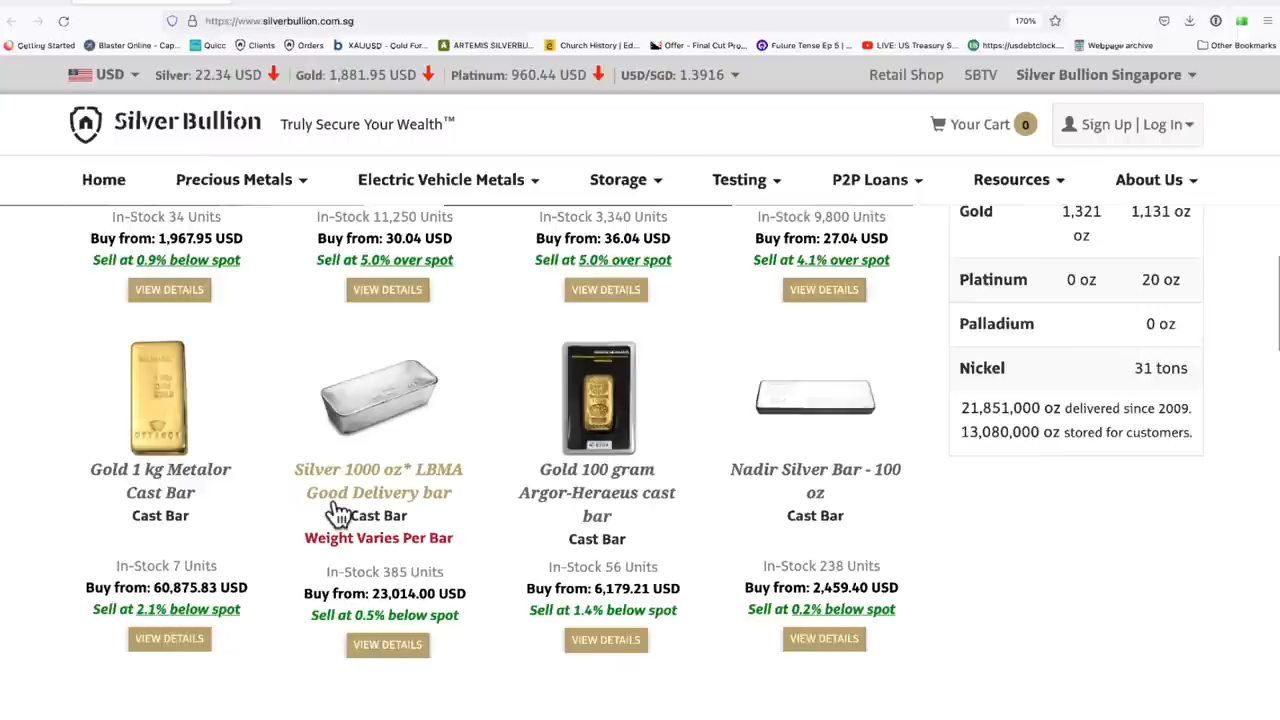 https://www.silverbullion.com.sg
170%
Getting Started
Blaster Online - Cap...
Quicc
Clients
Orders
XAUUSD - Gold Fur...
ARTEMIS SILVERBU...
Church History | Ed...
Offer - Final Cut Pro...
Future Tense Ep 5 | ...
LIVE: US Treasury S...
https://usdebtclock....
Webpage archive
Other Bookmarks
USD
Silver: 22.34 USD
Gold: 1,881.95 USD
Platinum: 960.44 USD
USD/SGD: 1.3916
Retail Shop
SBTV
Silver Bullion Singapore
Silver Bullion
Truly Secure Your Wealth™
Your Cart 0
Sign Up | Log In
Home
Precious Metals
Electric Vehicle Metals
Storage
Testing
P2P Loans
Resources
About Us
In-Stock 34 Units
Buy from: 1,967.95 USD
Sell at 0.9% below spot
VIEW DETAILS
In-Stock 11,250 Units
Buy from: 30.04 USD
Sell at 5.0% over spot
VIEW DETAILS
In-Stock 3,340 Units
Buy from: 36.04 USD
Sell at 5.0% over spot
VIEW DETAILS
In-Stock 9,800 Units
Buy from: 27.04 USD
Sell at 4.1% over spot
VIEW DETAILS
Gold 1 kg Metalor
Cast Bar
Cast Bar
In-Stock 7 Units
Buy from: 60,875.83 USD
Sell at 2.1% below spot
VIEW DETAILS
Silver 1000 oz* LBMA
Good Delivery bar
Cast Bar
Weight Varies Per Bar
In-Stock 385 Units
Buy from: 23,014.00 USD
Sell at 0.5% below spot
VIEW DETAILS
Gold 100 gram
Argor-Heraeus cast
bar
Cast Bar
In-Stock 56 Units
Buy from: 6,179.21 USD
Sell at 1.4% below spot
VIEW DETAILS
Nadir Silver Bar - 100
oz
Cast Bar
In-Stock 238 Units
Buy from: 2,459.40 USD
Sell at 0.2% below spot
VIEW DETAILS
Gold 1,321 oz 1,131 oz
Platinum 0 oz 20 oz
Palladium 0 oz
Nickel 31 tons
21,851,000 oz delivered since 2009.
13,080,000 oz stored for customers.